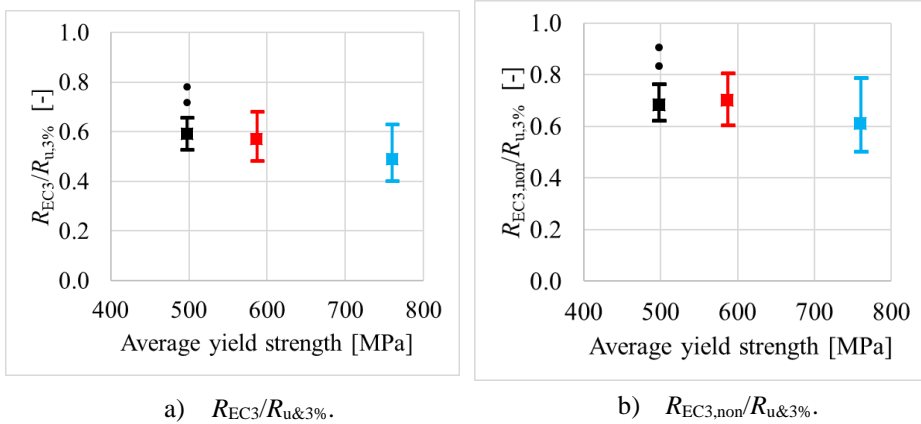 1.0
0.8
0.6
0.4
0.2
0.0
400 500 600 700 800
Average yield strength [MPa]
REC3/Ru,3% [-]
a) REC3/Ru&3%.
1.0
0.8
0.6
0.4
0.2
0.0
400 500 600 700 800
Average yield strength [MPa]
REC3,non/Ru,3% [-]
b) REC3,non/Ru&3%.